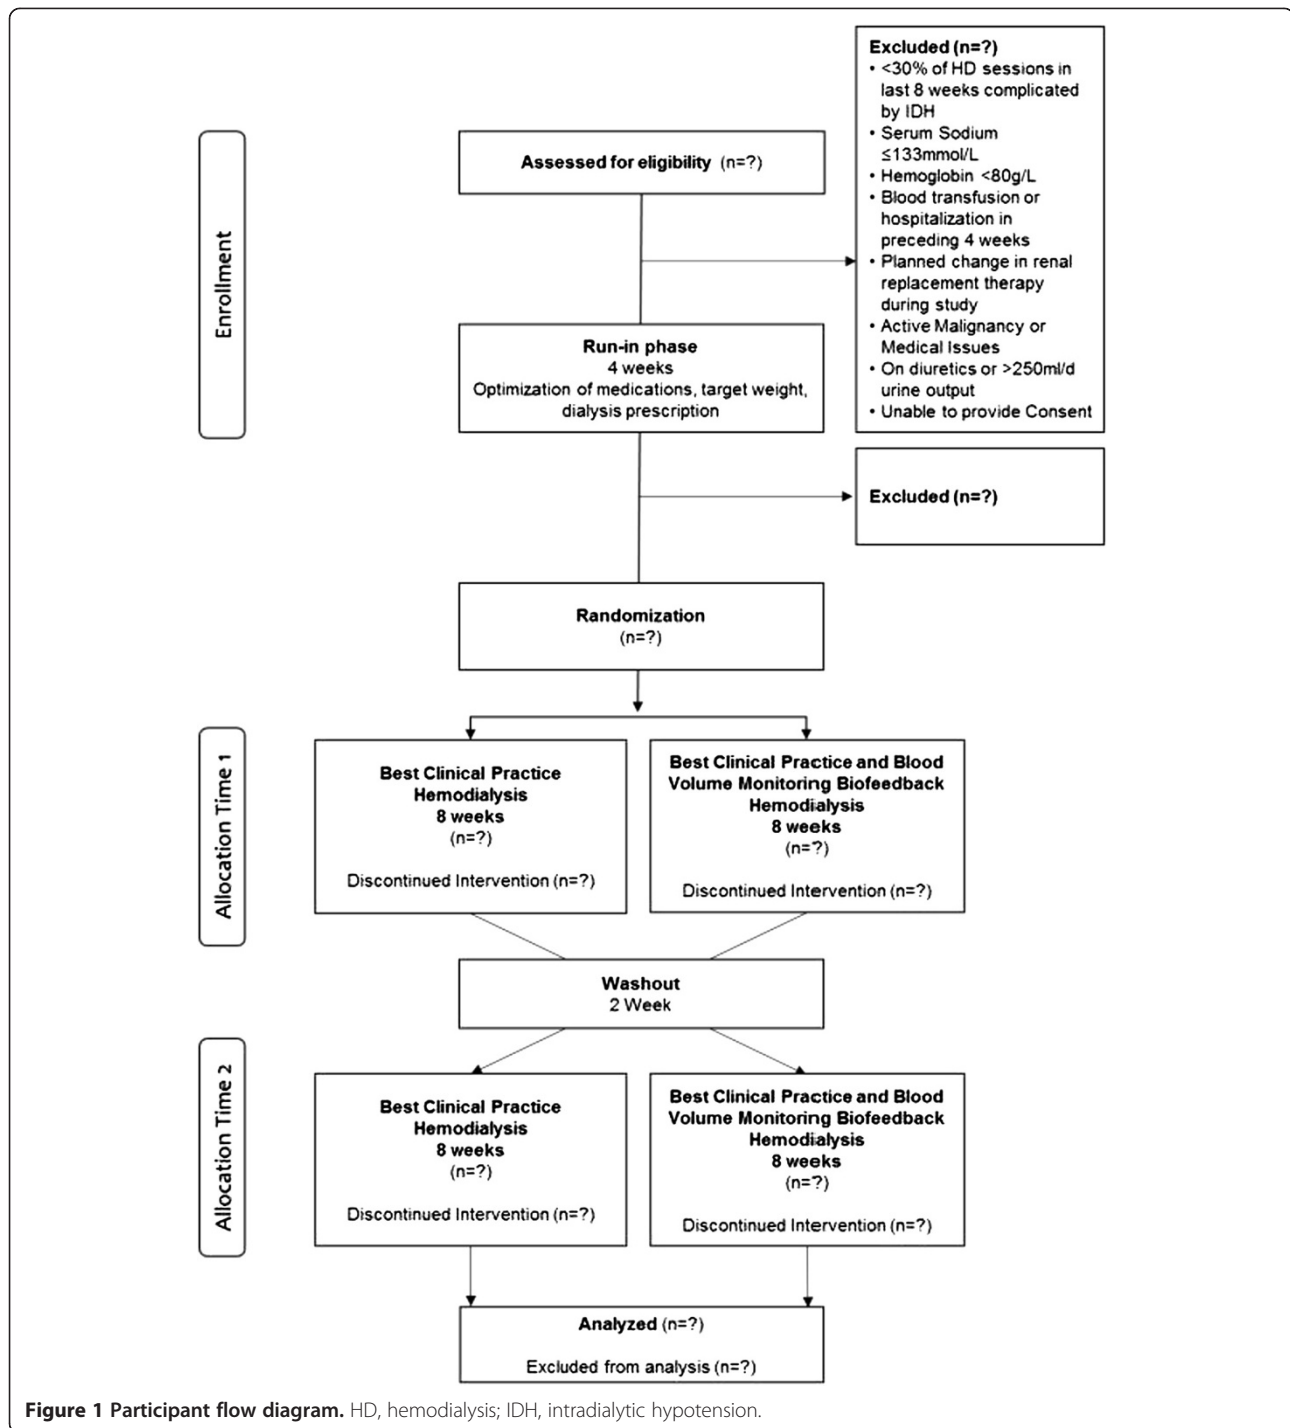 Enrollment
Assessed for eligibility (n=?)
Excluded (n=?)
• <30% of HD sessions in
last 8 weeks complicated
by IDH
• Serum Sodium
≤133mmol/L
• Hemoglobin <80g/L
• Blood transfusion or
hospitalization in
preceding 4 weeks
• Planned change in renal
replacement therapy
during study
• Active Malignancy or
Medical Issues
• On diuretics or >250ml/d
urine output
• Unable to provide Consent
Run-in phase
4 weeks
Optimization of medications, target weight,
dialysis prescription
Excluded (n=?)
Randomization
(n=?)
Allocation Time 1
Best Clinical Practice
Hemodialysis
8 weeks
(n=?)
Discontinued Intervention (n=?)
Best Clinical Practice and Blood
Volume Monitoring Biofeedback
Hemodialysis
8 weeks
(n=?)
Discontinued Intervention (n=?)
Washout
2 Week
Allocation Time 2
Best Clinical Practice
Hemodialysis
8 weeks
(n=?)
Discontinued Intervention (n=?)
Best Clinical Practice and Blood
Volume Monitoring Biofeedback
Hemodialysis
8 weeks
(n=?)
Discontinued Intervention (n=?)
Analyzed (n=?)
Excluded from analysis (n=?)
Figure 1 Participant flow diagram. HD, hemodialysis; IDH, intradialytic hypotension.